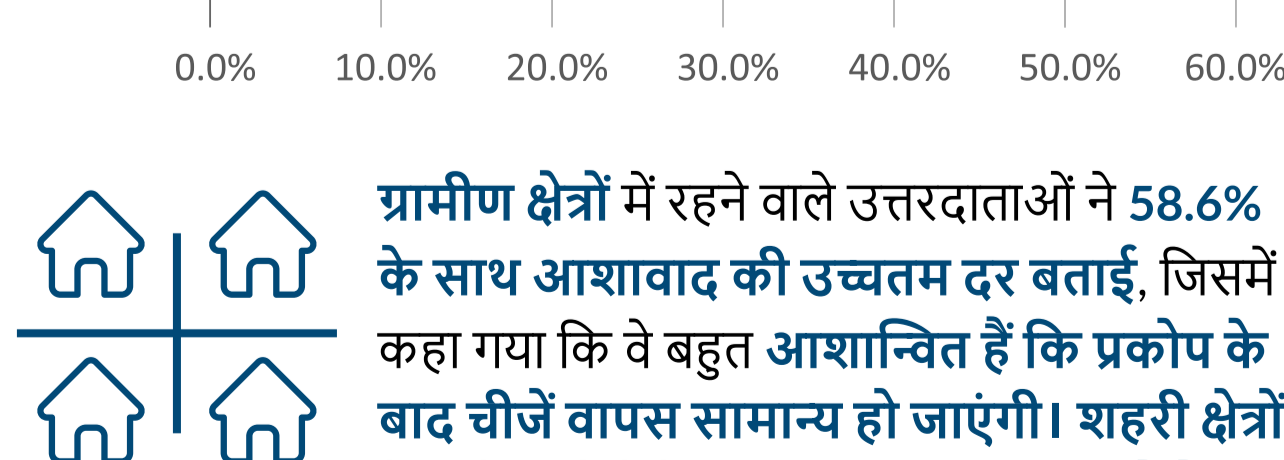 0.0% 10.0% 20.0% 30.0% 40.0% 50.0% 60.0%
ग्रामीण क्षेत्रों में रहने वाले उत्तरदाताओं ने 58.6%
के साथ आशावाद की उच्चतम दर बताई, जिसमें
कहा गया कि वे बहुत आशान्वित हैं कि प्रकोप के
बाद चीजें वापस सामान्य हो जाएंगी। शहरी क्षेत्रों